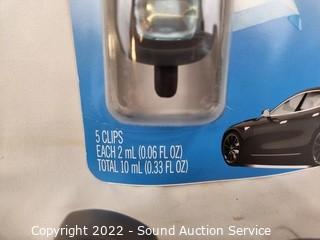 5 CLIPS
EACH 2 mL (0.06 FL OZ)
TOTAL 10 mL (0.33 FL OZ)
Copyright 2022 - Sound Auction Service